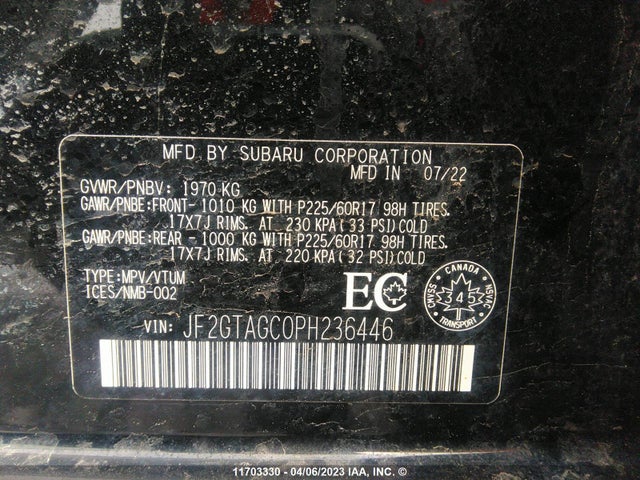 MFD BY SUBARU CORPORATION
MFD IN 07/22
GVWR/PNBV: 1970 KG
GAWR/PNBE:FRONT- 1010 KG WITH P225/60R17 98H TIRES.
17X7J RIMS. AT 230 KPA(33 PSI)COLD
GAWR/PNBE:REAR - 1000 KG WITH P225/60R17 98H TIRES.
17X7J RIMS. AT 220 KPA(32 PSI)COLD
TYPE:MPV/VTUM
ICES/NMB-002
EC
CANADA
CMVSS
345
NSVAC
TRANSPORT
VIN: JF2GTAGC0PH236446
11703330 - 04/06/2023 IAA, INC. ©